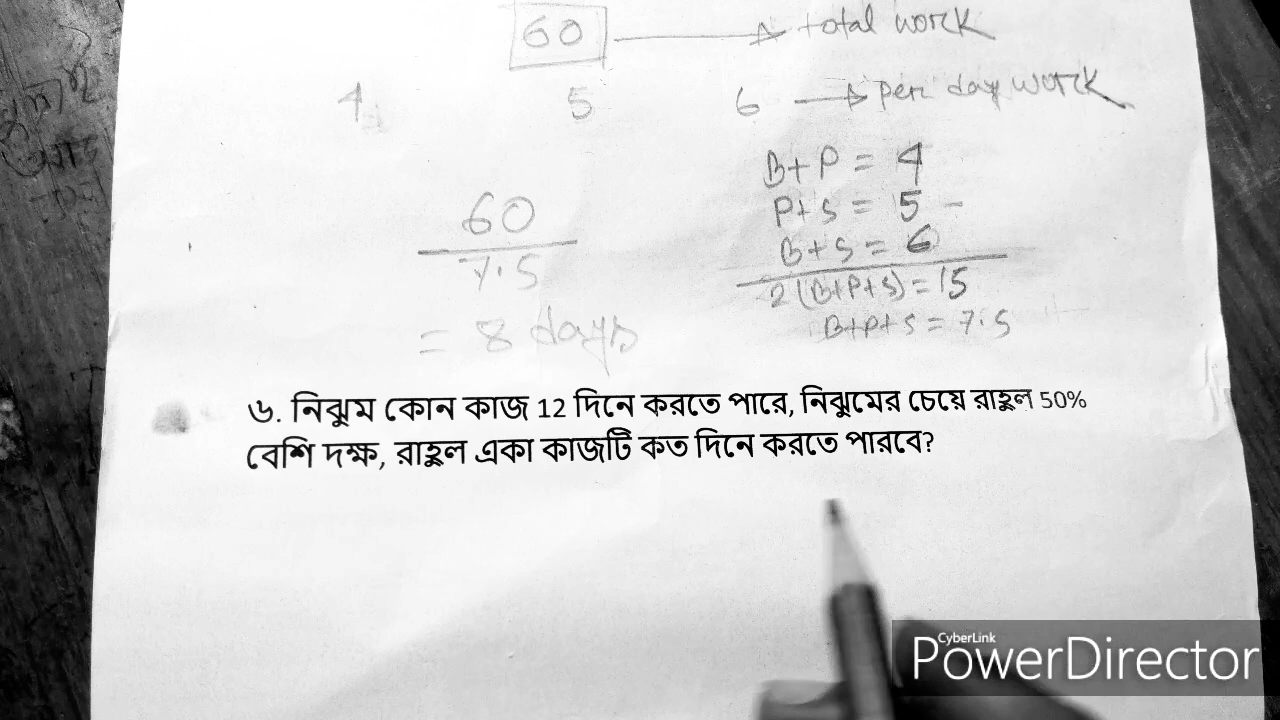 60 → total work
4 5 6 → per day work
B+P = 4
P+S = 5
B+S = 6
2(B+P+S) = 15
B+P+S = 7.5
60
7.5
= 8 days
৬. নিঝুম কোন কাজ 12 দিনে করতে পারে, নিঝুমের চেয়ে রাহুল 50%
বেশি দক্ষ, রাহুল একা কাজটি কত দিনে করতে পারবে?
CyberLink
PowerDirector